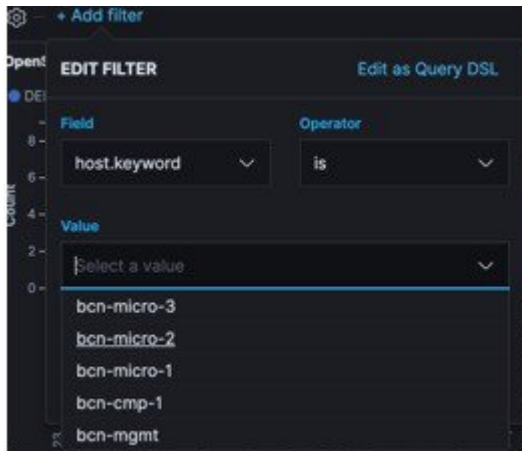 + Add filter
OpenS
EDIT FILTER
Edit as Query DSL
Field
Operator
host.keyword
is
8
6
4
2
0
Count
Value
Select a value
bcn-micro-3
bcn-micro-2
bcn-micro-1
bcn-cmp-1
bcn-mgmt